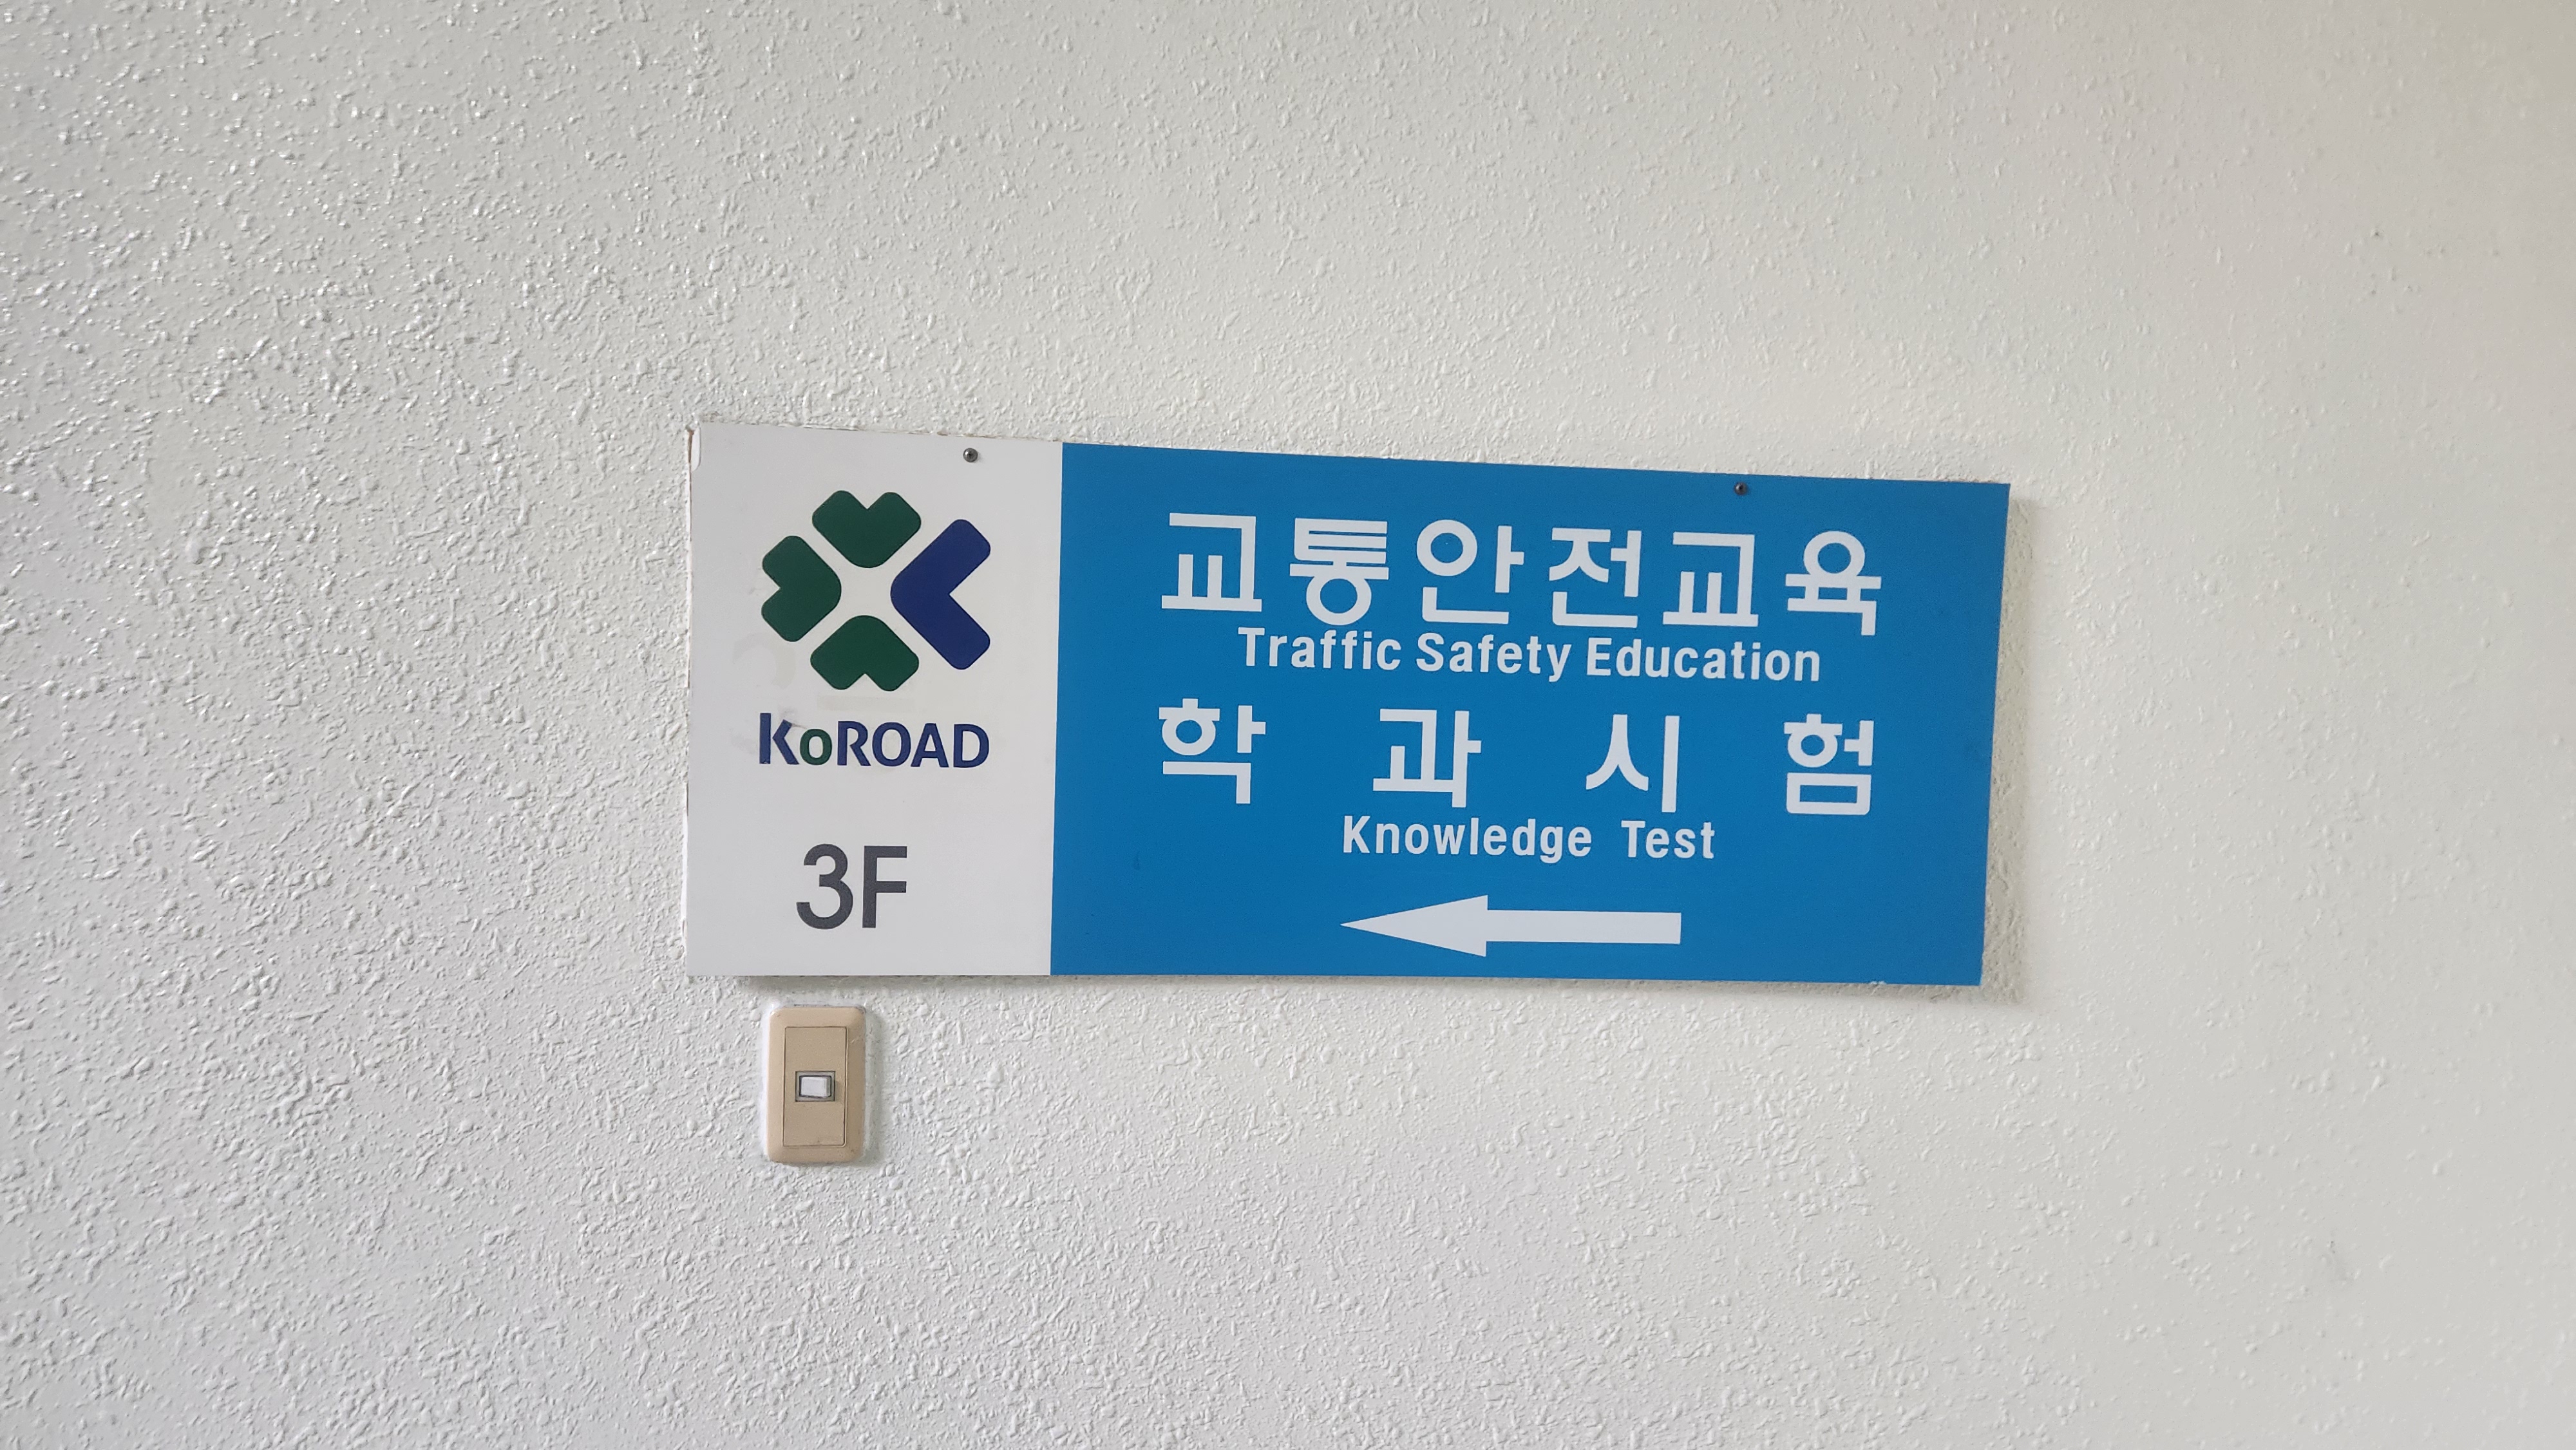 KoROAD
3F
교통안전교육
Traffic Safety Education
학 과 시 험
Knowledge Test